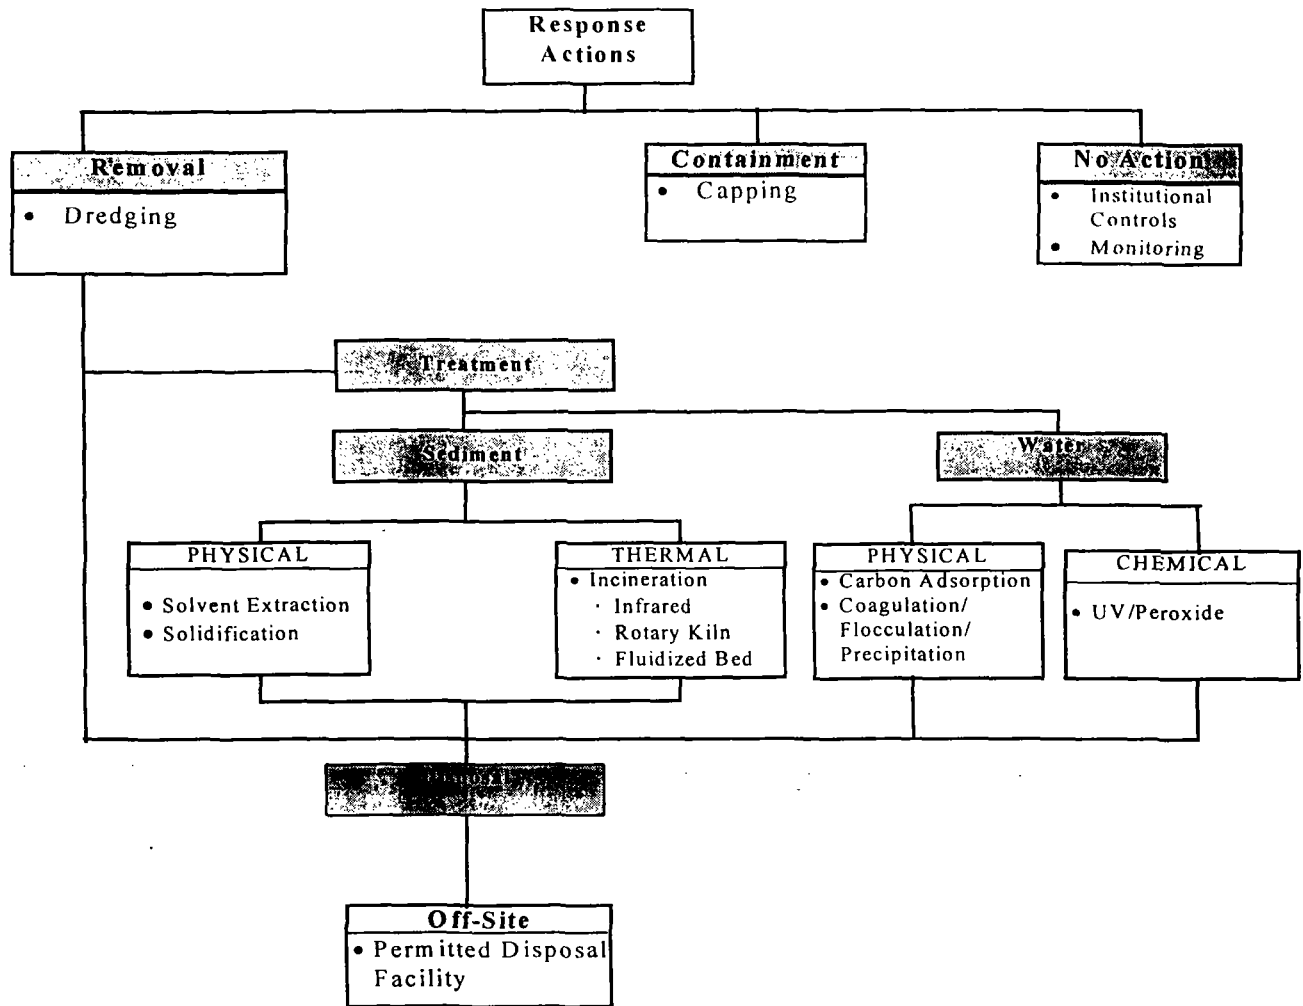 Response
Actions
Removal
• Dredging
Containment
• Capping
No Action
• Institutional
Controls
• Monitoring
Treatment
Sediment
Water
PHYSICAL
• Solvent Extraction
• Solidification
THERMAL
• Incineration
· Infrared
· Rotary Kiln
· Fluidized Bed
PHYSICAL
• Carbon Adsorption
• Coagulation/
Flocculation/
Precipitation
CHEMICAL
• UV/Peroxide
Off-Site
• Permitted Disposal
Facility